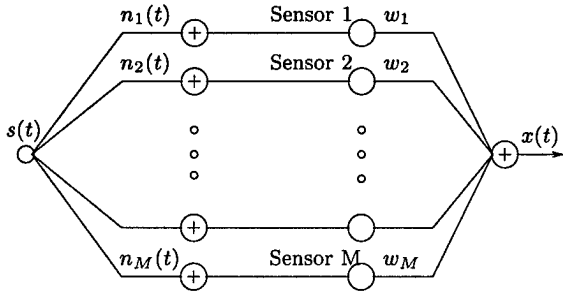 n₁(t) + Sensor 1 w₁
n₂(t) + Sensor 2 w₂
s(t) + x(t)
+
n_M(t) + Sensor M w_M